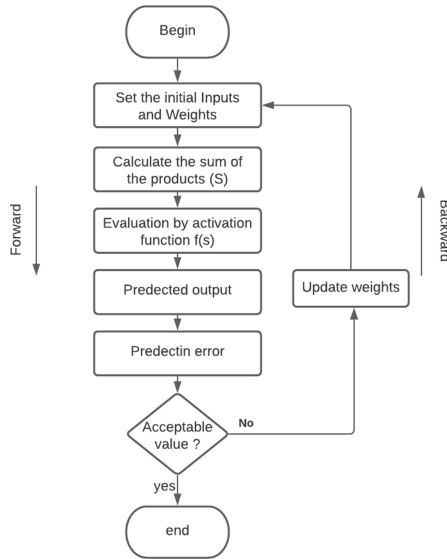 Begin
Set the initial Inputs
and Weights
Calculate the sum of
the products (S)
Evaluation by activation
function f(s)
Forward
Backward
Predected output
Update weights
Predectin error
Acceptable
value ?
No
yes
end